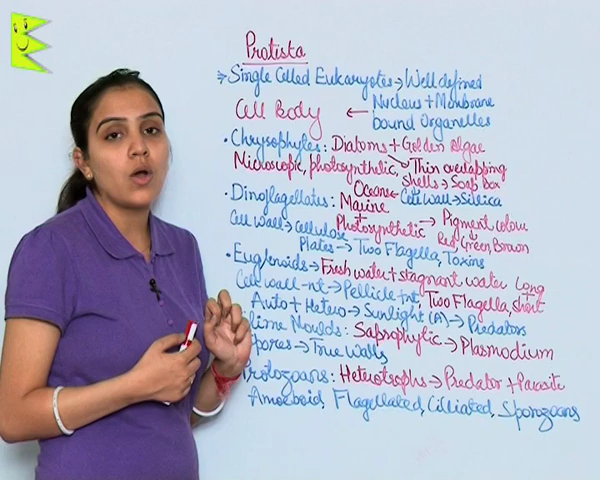 Protista
Single Celled Eukaryotes → Well defined
Nucleus + Membrane
Cell Body ← bound Organelles
• Chrysophytes: Diatoms + Golden Algae
Microscopic, photosynthetic, Thin overlapping
shells → Soap Box
Oceans ← Cell wall → Sillica
• Dinoflagellates: Marine
Photosynthetic → Pigment colour
Red, Green, Brown
Cell wall → cellulose
Plates → Two Flagella, Toxins
• Euglenoids → Fresh water + stagnant water
Cell wall -nt → Pellicle +nt, Two Flagella, long short
Auto + Hetero → Sunlight (A) → Predators
Slime Moulds: Saprophytic → Plasmodium
Spores → True Walls
Protozoans: Heterotrophs → Predator + Parasite
Amoeboid, Flagellated, Cilliated, Sporozoans